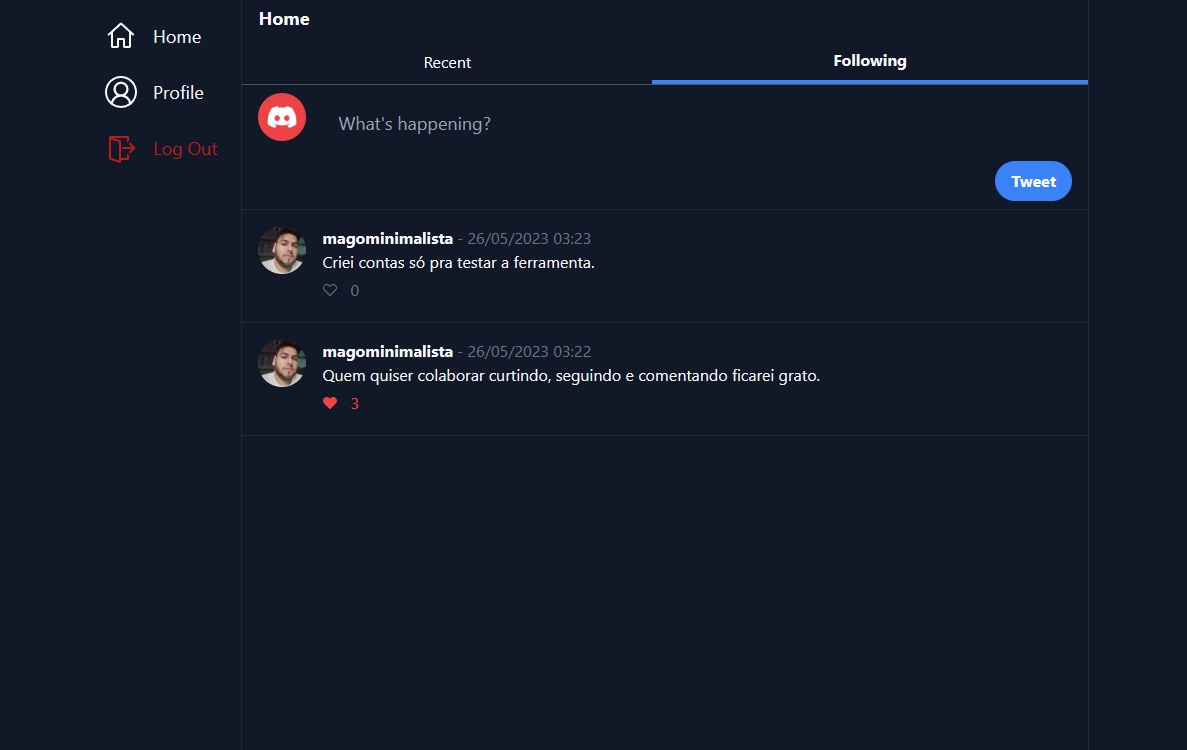 Home
Profile
Log Out
Home
Recent
Following
What's happening?
Tweet
magominimalista - 26/05/2023 03:23
Criei contas só pra testar a ferramenta.
0
magominimalista - 26/05/2023 03:22
Quem quiser colaborar curtindo, seguindo e comentando ficarei grato.
3